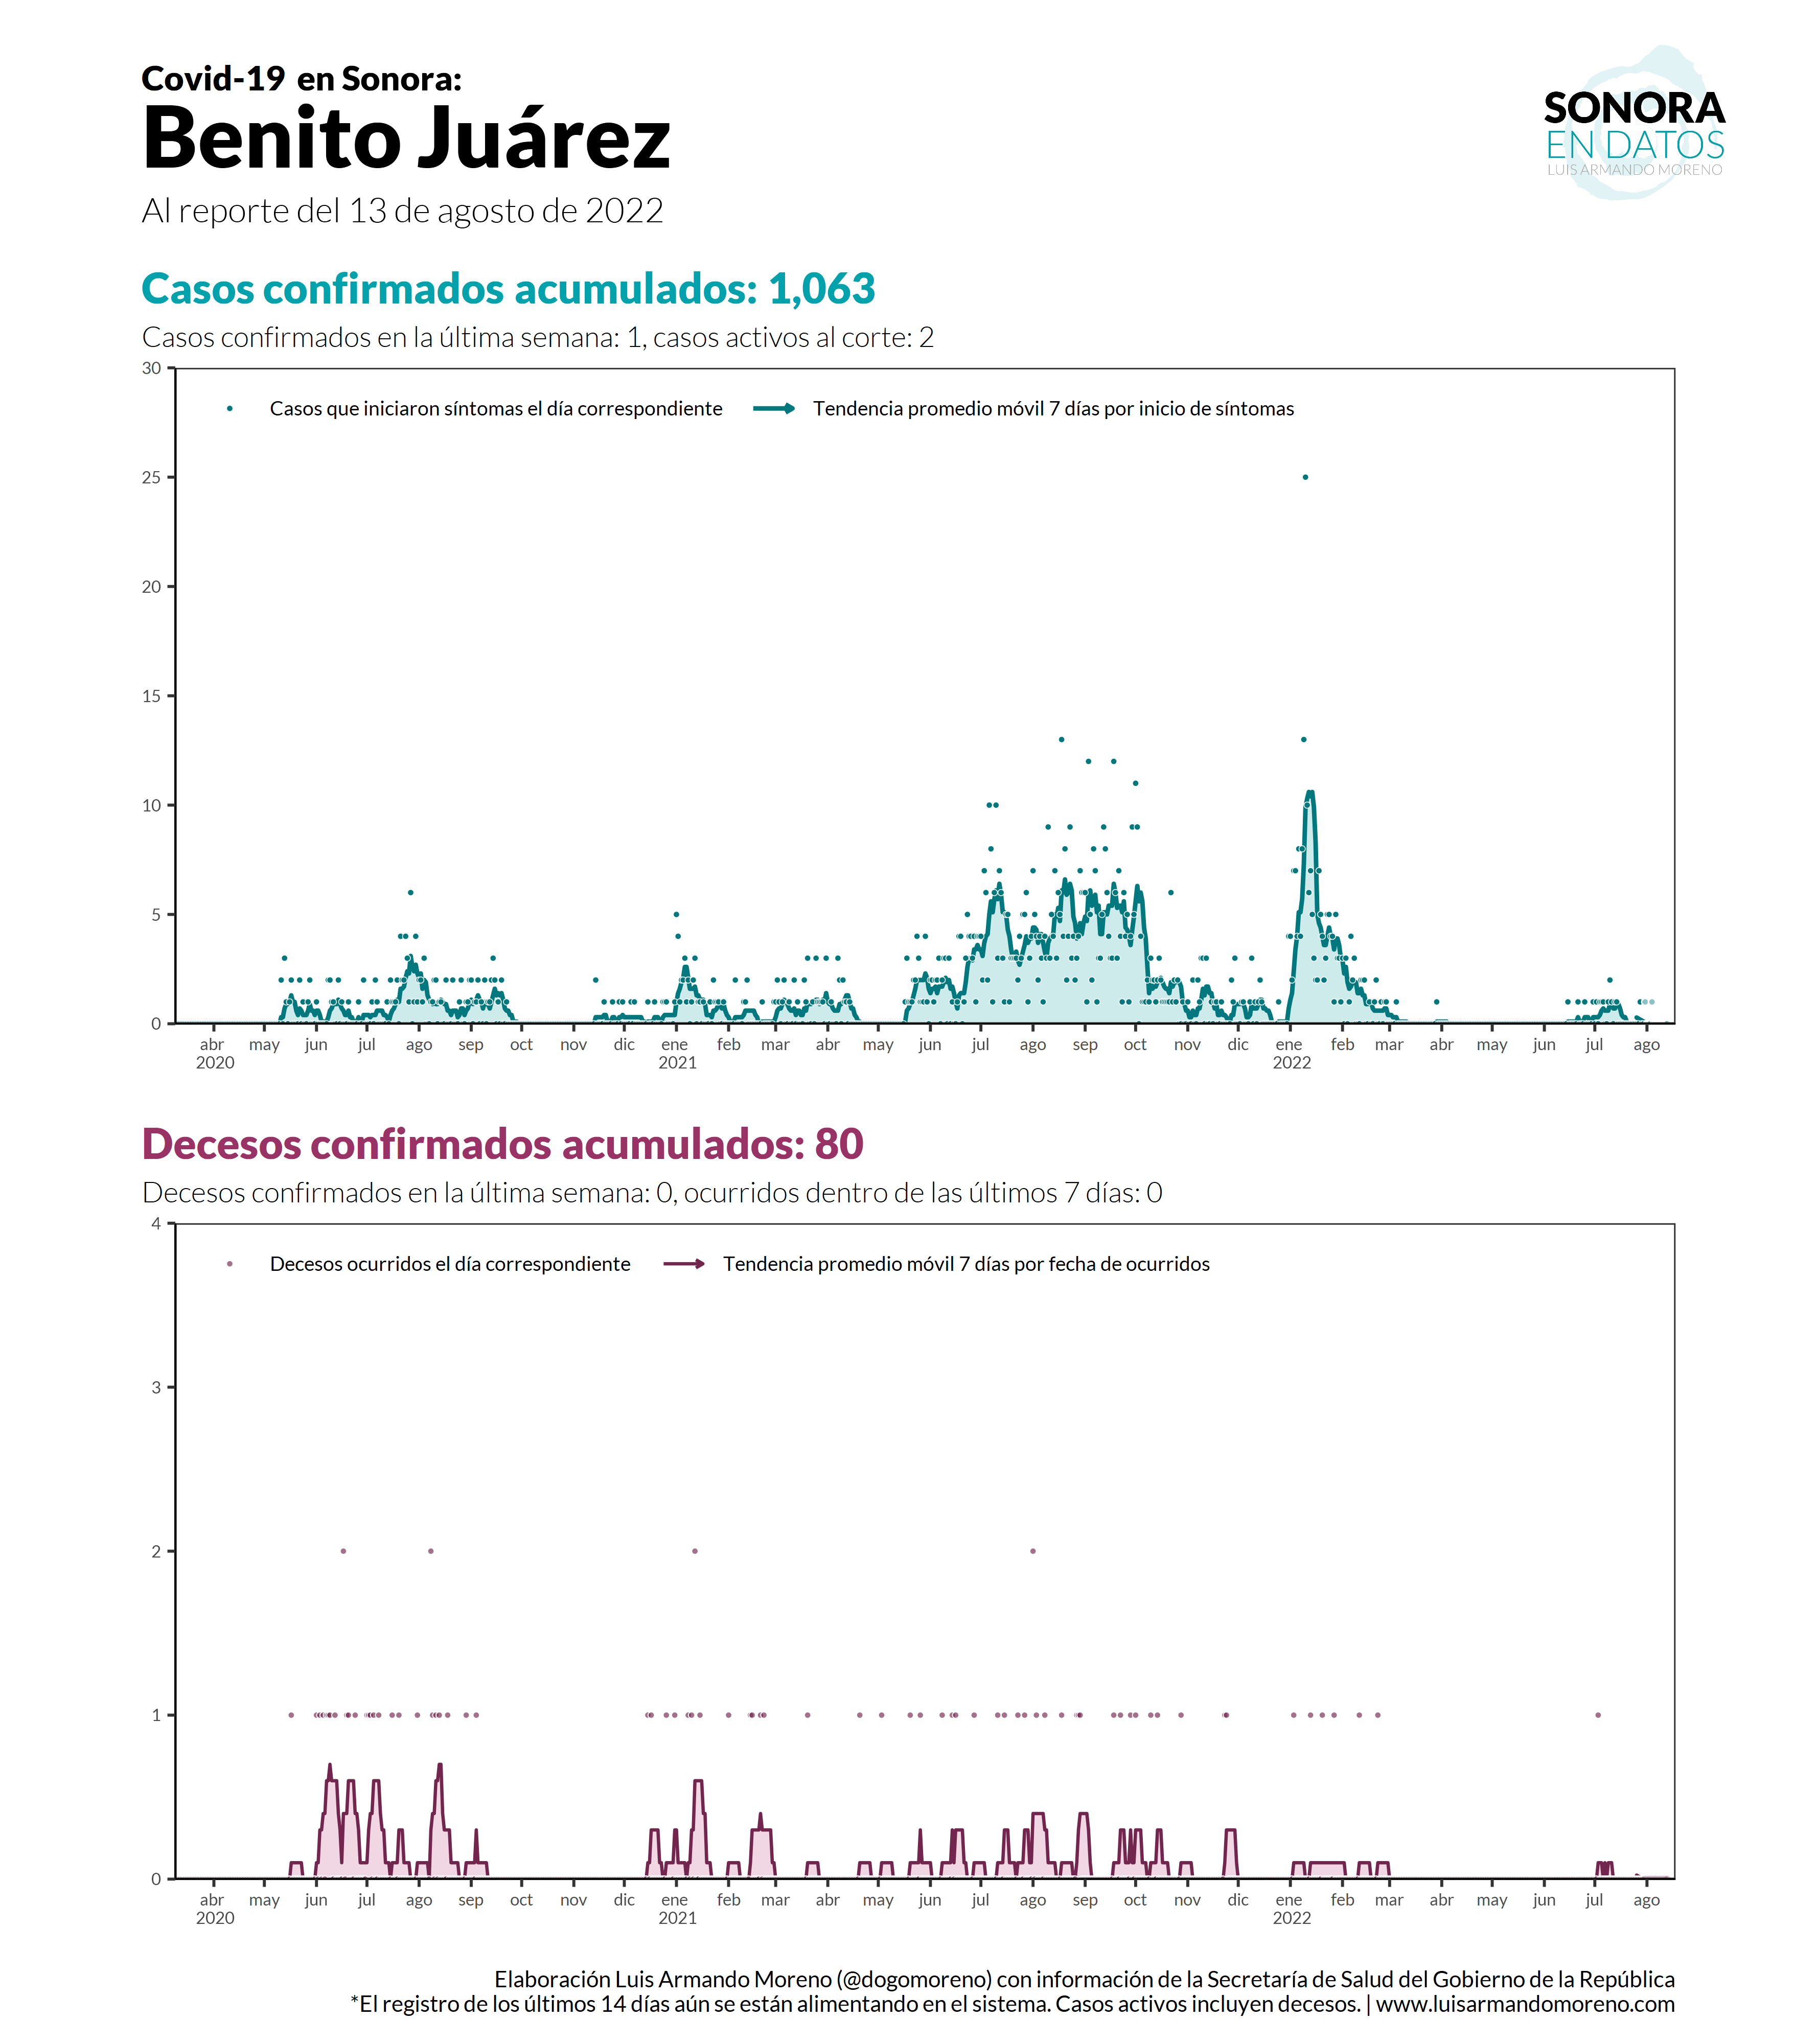 Covid-19 en Sonora:
Benito Juárez
Al reporte del 13 de agosto de 2022
SONORA
EN DATOS
LUIS ARMANDO MORENO
Casos confirmados acumulados: 1,063
Casos confirmados en la última semana: 1, casos activos al corte: 2
30
Casos que iniciaron síntomas el día correspondiente Tendencia promedio móvil 7 días por inicio de síntomas
25
20
15
10
5
0
abr may jun jul ago sep oct nov dic ene feb mar abr may jun jul ago sep oct nov dic ene feb mar abr may jun jul ago
2020 2021 2022
Decesos confirmados acumulados: 80
Decesos confirmados en la última semana: 0, ocurridos dentro de las últimos 7 días: 0
4
Decesos ocurridos el día correspondiente Tendencia promedio móvil 7 días por fecha de ocurridos
3
2
1
0
abr may jun jul ago sep oct nov dic ene feb mar abr may jun jul ago sep oct nov dic ene feb mar abr may jun jul ago
2020 2021 2022
Elaboración Luis Armando Moreno (@dogomoreno) con información de la Secretaría de Salud del Gobierno de la República
*El registro de los últimos 14 días aún se están alimentando en el sistema. Casos activos incluyen decesos. | www.luisarmandomoreno.com